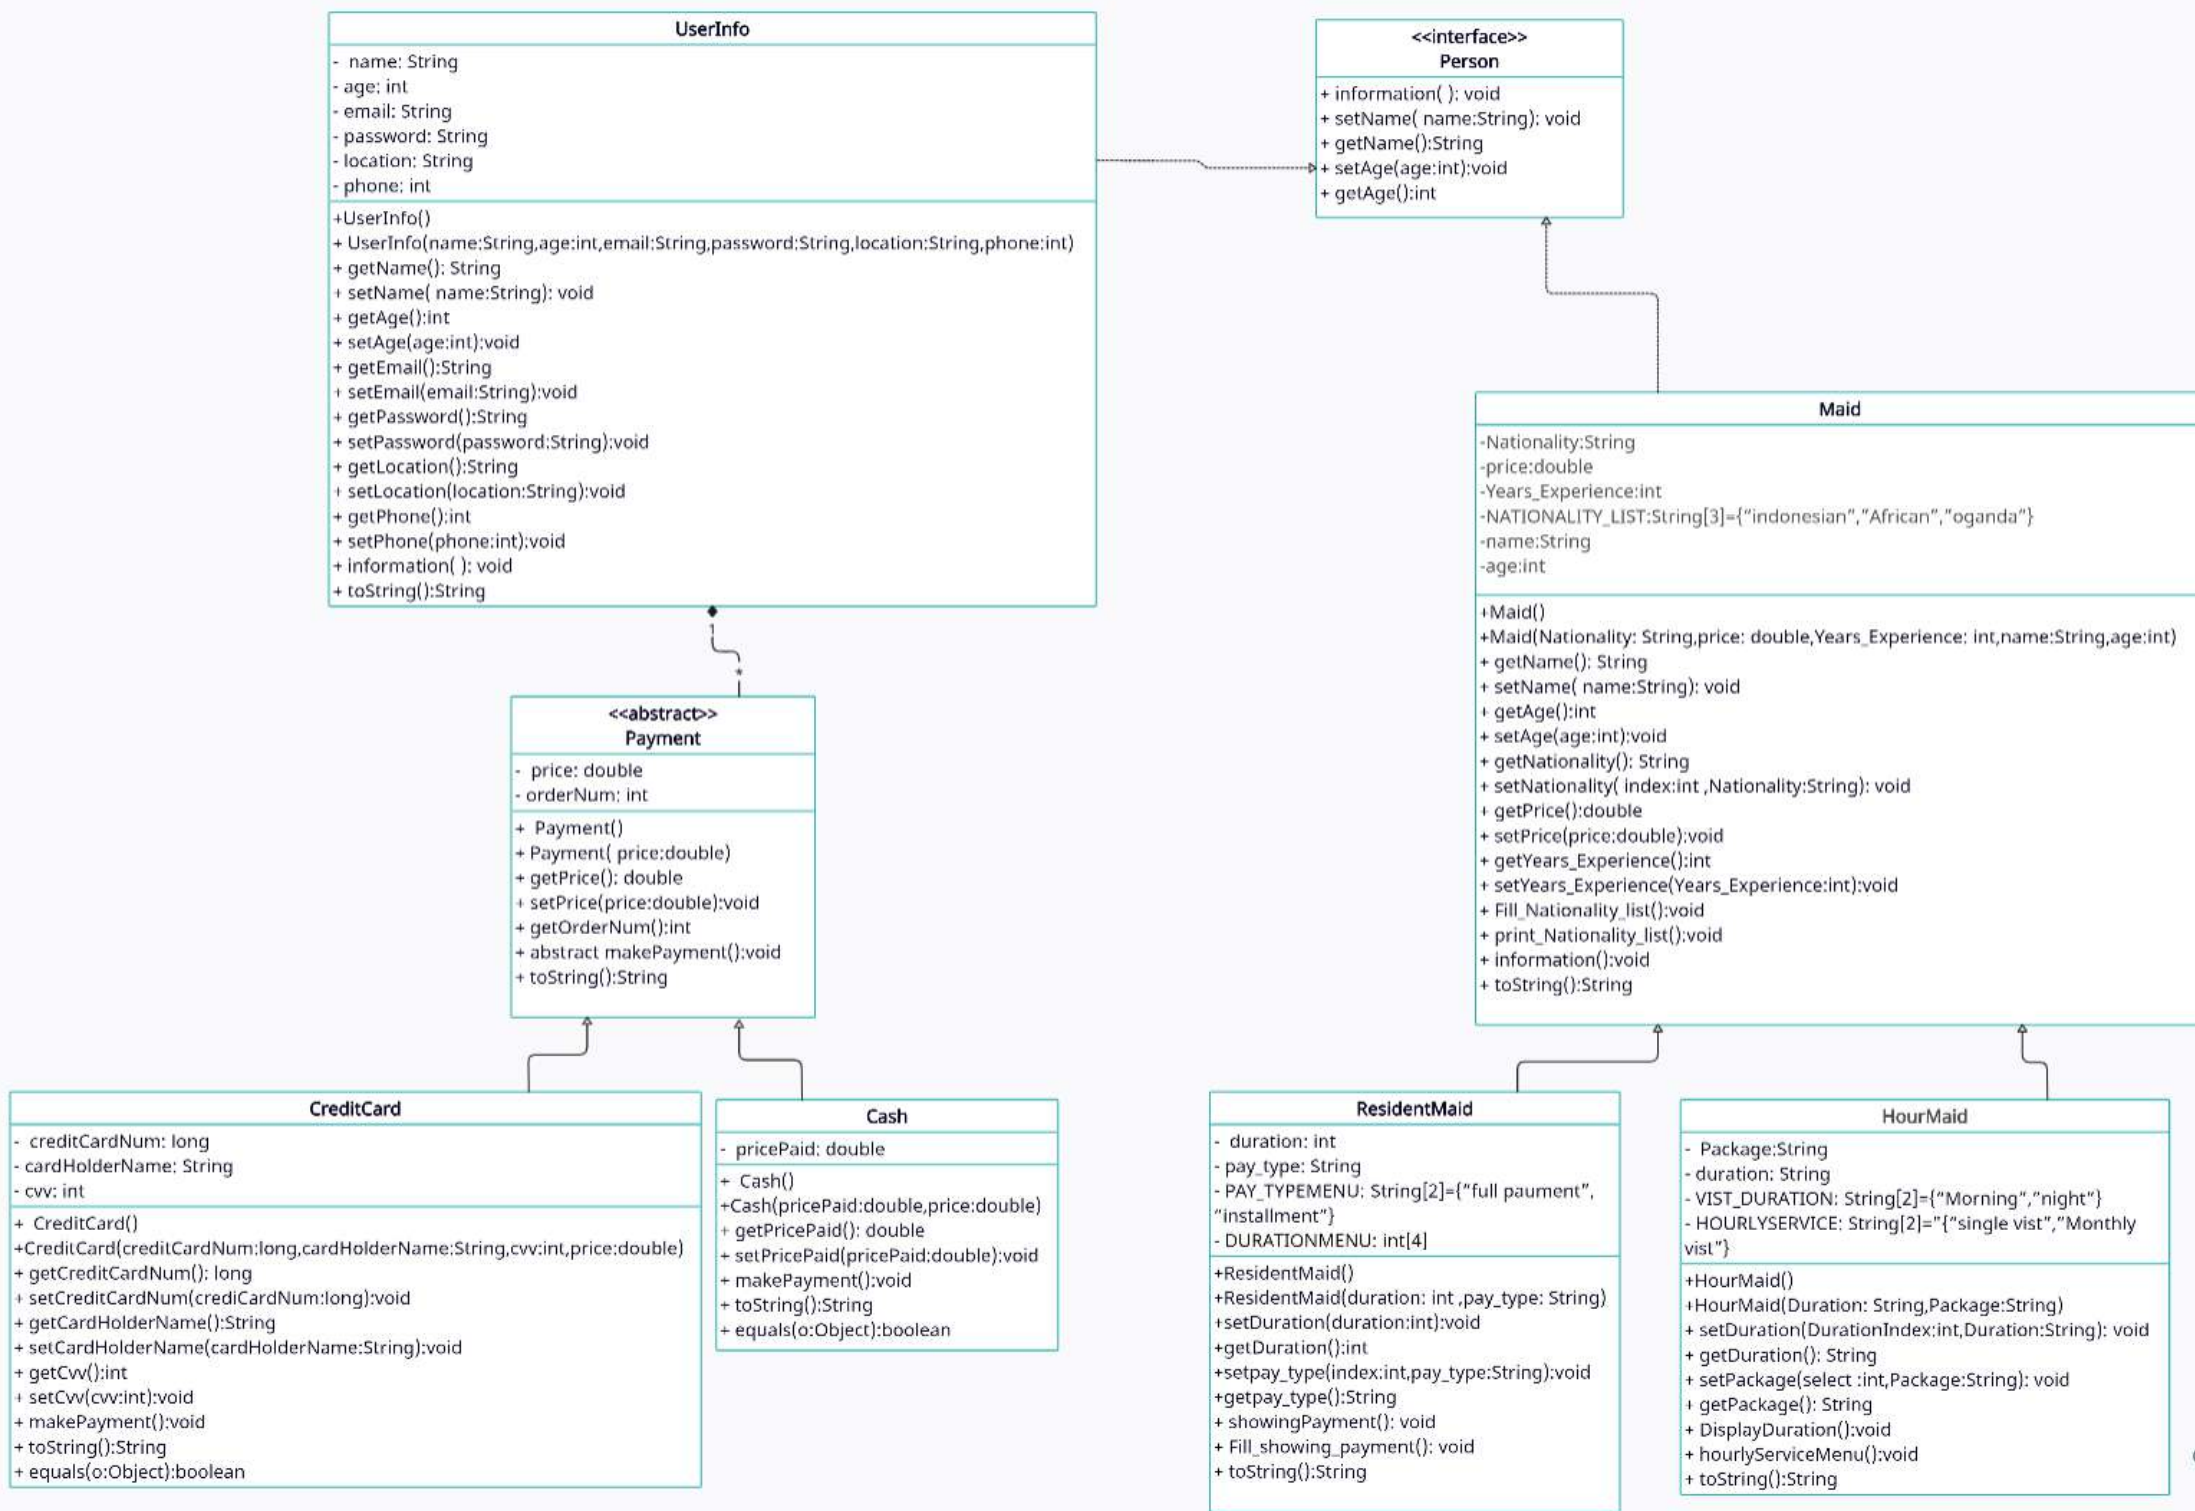 UserInfo
- name: String
- age: int
- email: String
- password: String
- location: String
- phone: int
+UserInfo()
+ UserInfo(name:String,age:int,email:String,password:String,location:String,phone:int)
+ getName(): String
+ setName( name:String): void
+ getAge():int
+ setAge(age:int):void
+ getEmail():String
+ setEmail(email:String):void
+ getPassword():String
+ setPassword(password:String):void
+ getLocation():String
+ setLocation(location:String):void
+ getPhone():int
+ setPhone(phone:int):void
+ information( ): void
+ toString():String
<<interface>>
Person
+ information( ): void
+ setName( name:String): void
+ getName():String
+ setAge(age:int):void
+ getAge():int
Maid
-Nationality:String
-price:double
-Years_Experience:int
-NATIONALITY_LIST:String[3]={"indonesian","African","oganda"}
-name:String
-age:int
+Maid()
+Maid(Nationality: String,price: double,Years_Experience: int,name:String,age:int)
+ getName(): String
+ setName( name:String): void
+ getAge():int
+ setAge(age:int):void
+ getNationality(): String
+ setNationality( index:int ,Nationality:String): void
+ getPrice():double
+ setPrice(price:double):void
+ getYears_Experience():int
+ setYears_Experience(Years_Experience:int):void
+ Fill_Nationality_list():void
+ print_Nationality_list():void
+ information():void
+ toString():String
1
*
<<abstract>>
Payment
- price: double
- orderNum: int
+ Payment()
+ Payment( price:double)
+ getPrice(): double
+ setPrice(price:double):void
+ getOrderNum():int
+ abstract makePayment():void
+ toString():String
CreditCard
- creditCardNum: long
- cardHolderName: String
- cvv: int
+ CreditCard()
+CreditCard(creditCardNum:long,cardHolderName:String,cvv:int,price:double)
+ getCreditCardNum(): long
+ setCreditCardNum(crediCardNum:long):void
+ getCardHolderName():String
+ setCardHolderName(cardHolderName:String):void
+ getCvv():int
+ setCvv(cvv:int):void
+ makePayment():void
+ toString():String
+ equals(o:Object):boolean
Cash
- pricePaid: double
+ Cash()
+Cash(pricePaid:double,price:double)
+ getPricePaid(): double
+ setPricePaid(pricePaid:double):void
+ makePayment():void
+ toString():String
+ equals(o:Object):boolean
ResidentMaid
- duration: int
- pay_type: String
- PAY_TYPEMENU: String[2]={"full paument",
"installment"}
- DURATIONMENU: int[4]
+ResidentMaid()
+ResidentMaid(duration: int ,pay_type: String)
+setDuration(duration:int):void
+getDuration():int
+setpay_type(index:int,pay_type:String):void
+getpay_type():String
+ showingPayment(): void
+ Fill_showing_payment(): void
+ toString():String
HourMaid
- Package:String
- duration: String
- VIST_DURATION: String[2]={"Morning","night"}
- HOURLYSERVICE: String[2]="{"single vist","Monthly
vist"}
+HourMaid()
+HourMaid(Duration: String,Package:String)
+ setDuration(DurationIndex:int,Duration:String): void
+ getDuration(): String
+ setPackage(select :int,Package:String): void
+ getPackage(): String
+ DisplayDuration():void
+ hourlyServiceMenu():void
+ toString():String